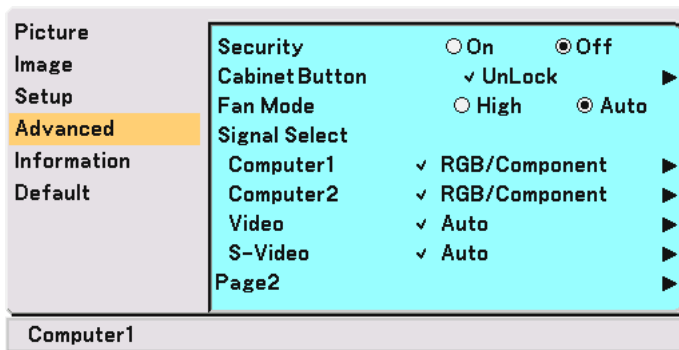 Picture
Image
Setup
Advanced
Information
Default
Security On Off
Cabinet Button UnLock
Fan Mode High Auto
Signal Select
Computer1 RGB/Component
Computer2 RGB/Component
Video Auto
S-Video Auto
Page2
Computer1